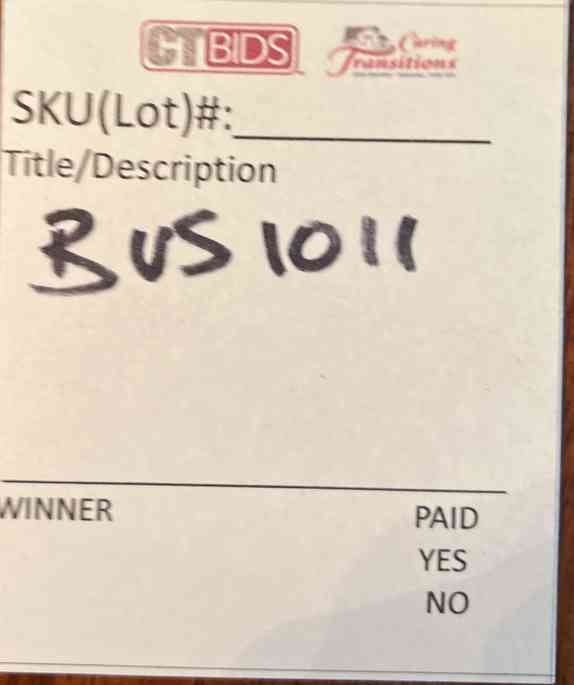 CTBIDS
Caring
Transitions
SKU(Lot)#:
Title/Description
BUS 1011
WINNER
PAID
YES
NO